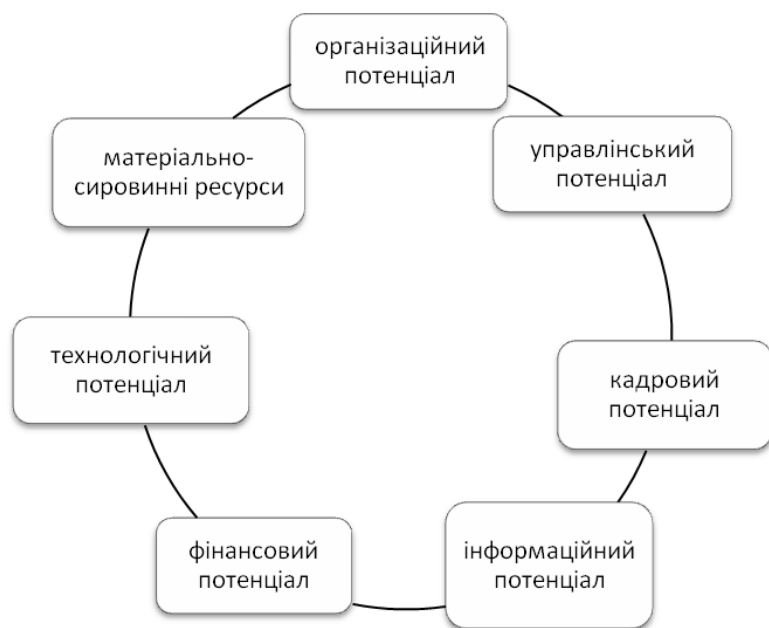 організаційний
потенціал
управлінський
потенціал
кадровий
потенціал
інформаційний
потенціал
фінансовий
потенціал
технологічний
потенціал
матеріально-
сировинні ресурси